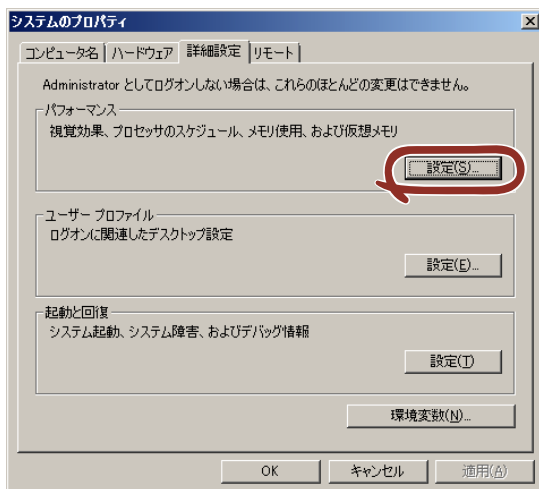 システムのプロパティ
コンピュータ名 ハードウェア 詳細設定 リモート
Administrator としてログオンしない場合は、これらのほとんどの変更はできません。
パフォーマンス
視覚効果、プロセッサのスケジュール、メモリ使用、および仮想メモリ
設定(S)...
ユーザー プロファイル
ログオンに関連したデスクトップ設定
設定(E)...
起動と回復
システム起動、システム障害、およびデバッグ情報
設定(T)
環境変数(N)...
OK キャンセル 適用(A)